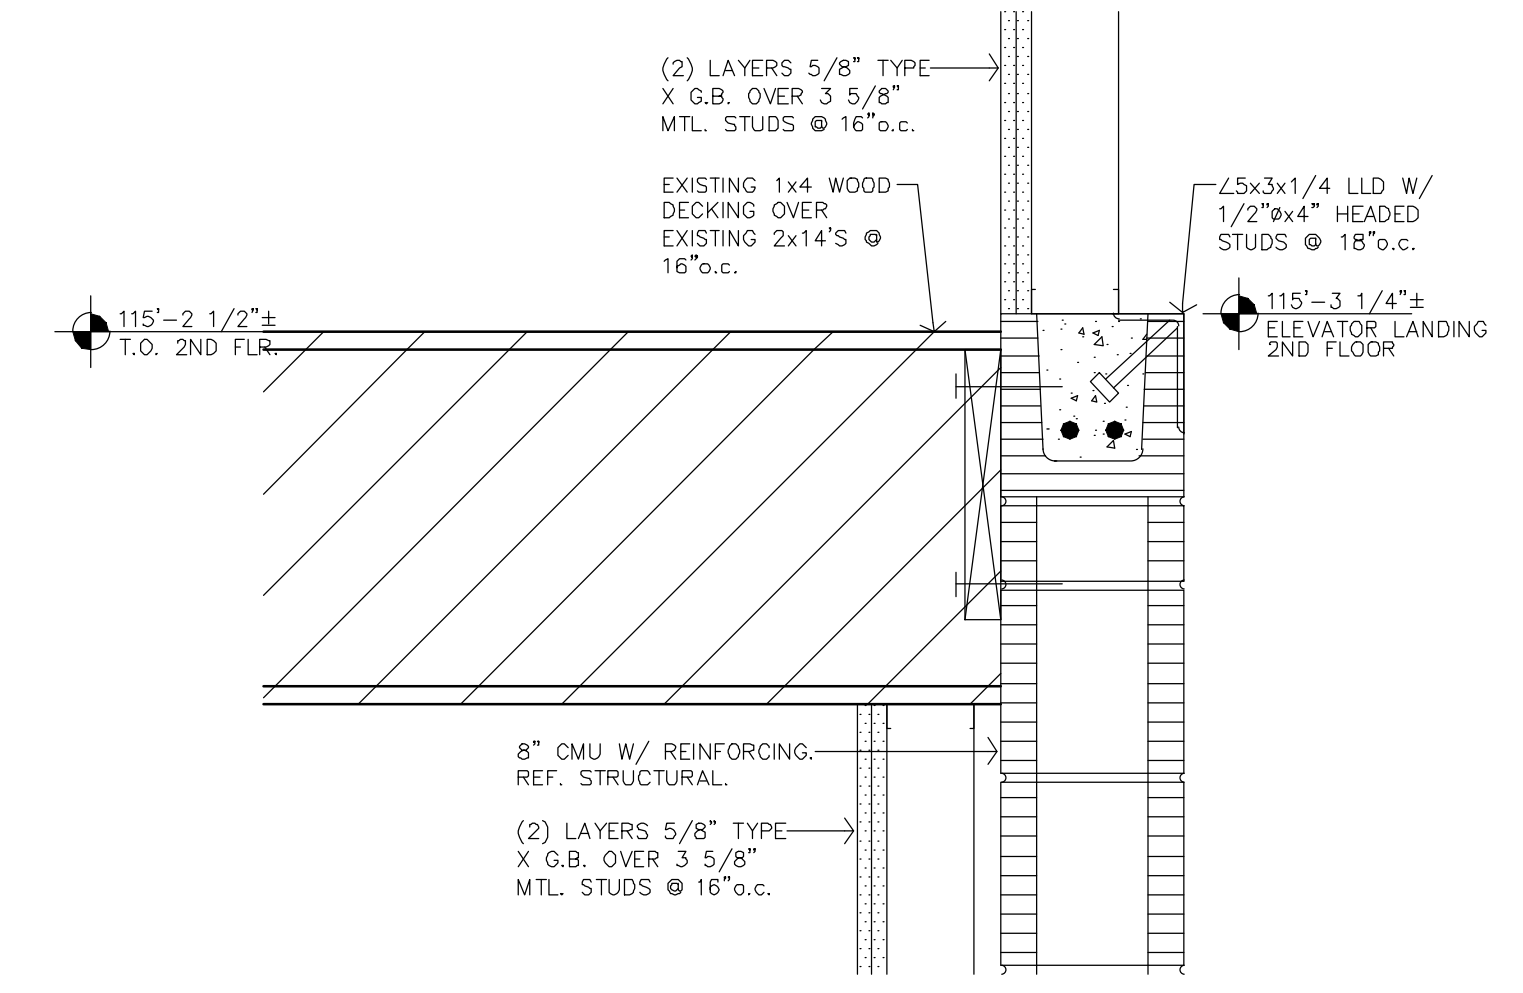 (2) LAYERS 5/8" TYPE
X G.B. OVER 3 5/8"
MTL. STUDS @ 16"o.c.
EXISTING 1x4 WOOD
DECKING OVER
EXISTING 2x14'S @
16"o.c.
∠5x3x1/4 LLD W/
1/2"øx4" HEADED
STUDS @ 18"o.c.
115'-2 1/2"±
T.O. 2ND FLR.
115'-3 1/4"±
ELEVATOR LANDING
2ND FLOOR
8" CMU W/ REINFORCING.
REF. STRUCTURAL.
(2) LAYERS 5/8" TYPE
X G.B. OVER 3 5/8"
MTL. STUDS @ 16"o.c.